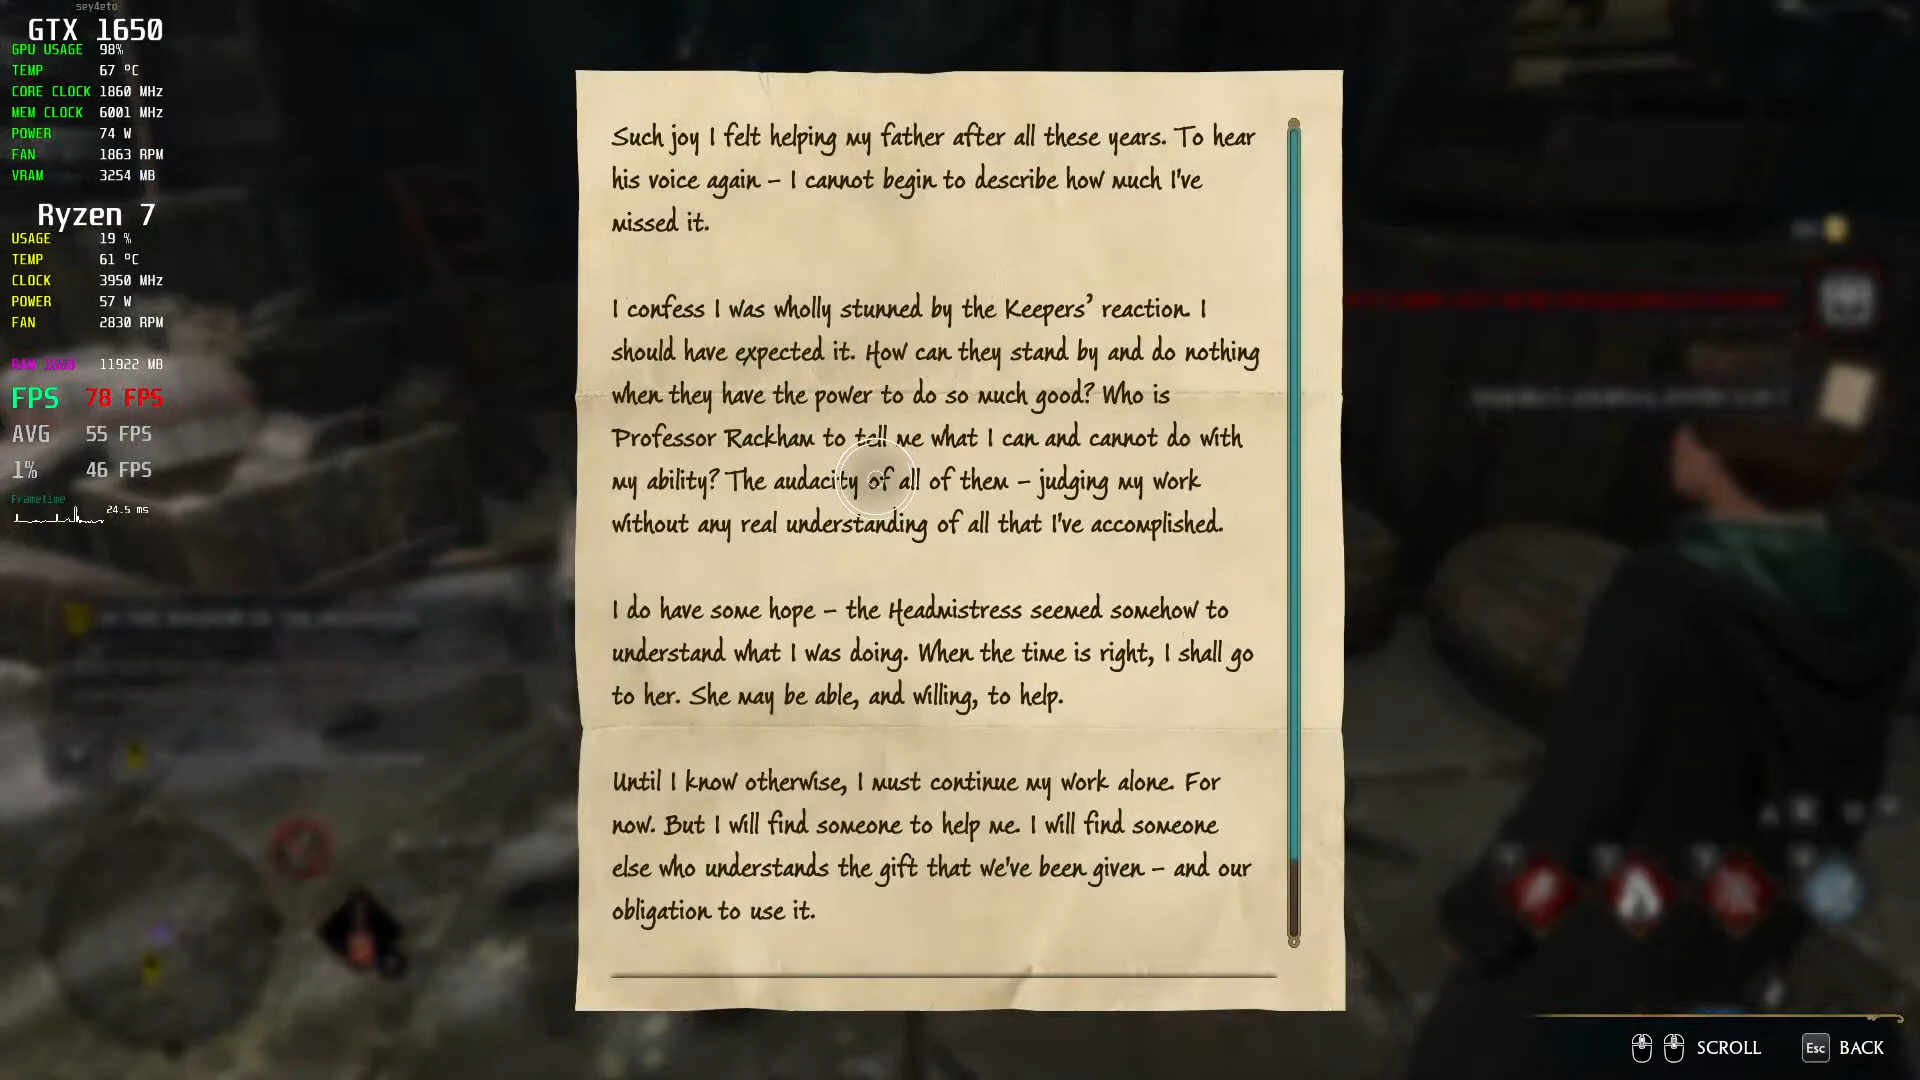 sey4eto
GTX 1650
GPU USAGE 98%
TEMP 67 ºC
CORE CLOCK 1860 MHz
MEM CLOCK 6001 MHz
POWER 74 W
FAN 1863 RPM
VRAM 3254 MB
Ryzen 7
USAGE 19 %
TEMP 61 ºC
CLOCK 3950 MHz
POWER 57 W
FAN 2830 RPM
11922 MB
FPS 78 FPS
AVG 55 FPS
1% 46 FPS
Frametime
24.5 ms
Such joy I felt helping my father after all these years. To hear
his voice again – I cannot begin to describe how much I've
missed it.
I confess I was wholly stunned by the Keepers’ reaction. I
should have expected it. How can they stand by and do nothing
when they have the power to do so much good? Who is
Professor Rackham to tell me what I can and cannot do with
my ability? The audacity of all of them – judging my work
without any real understanding of all that I've accomplished.
I do have some hope – the Headmistress seemed somehow to
understand what I was doing. When the time is right, I shall go
to her. She may be able, and willing, to help.
Until I know otherwise, I must continue my work alone. For
now. But I will find someone to help me. I will find someone
else who understands the gift that we've been given – and our
obligation to use it.
SCROLL
Esc BACK